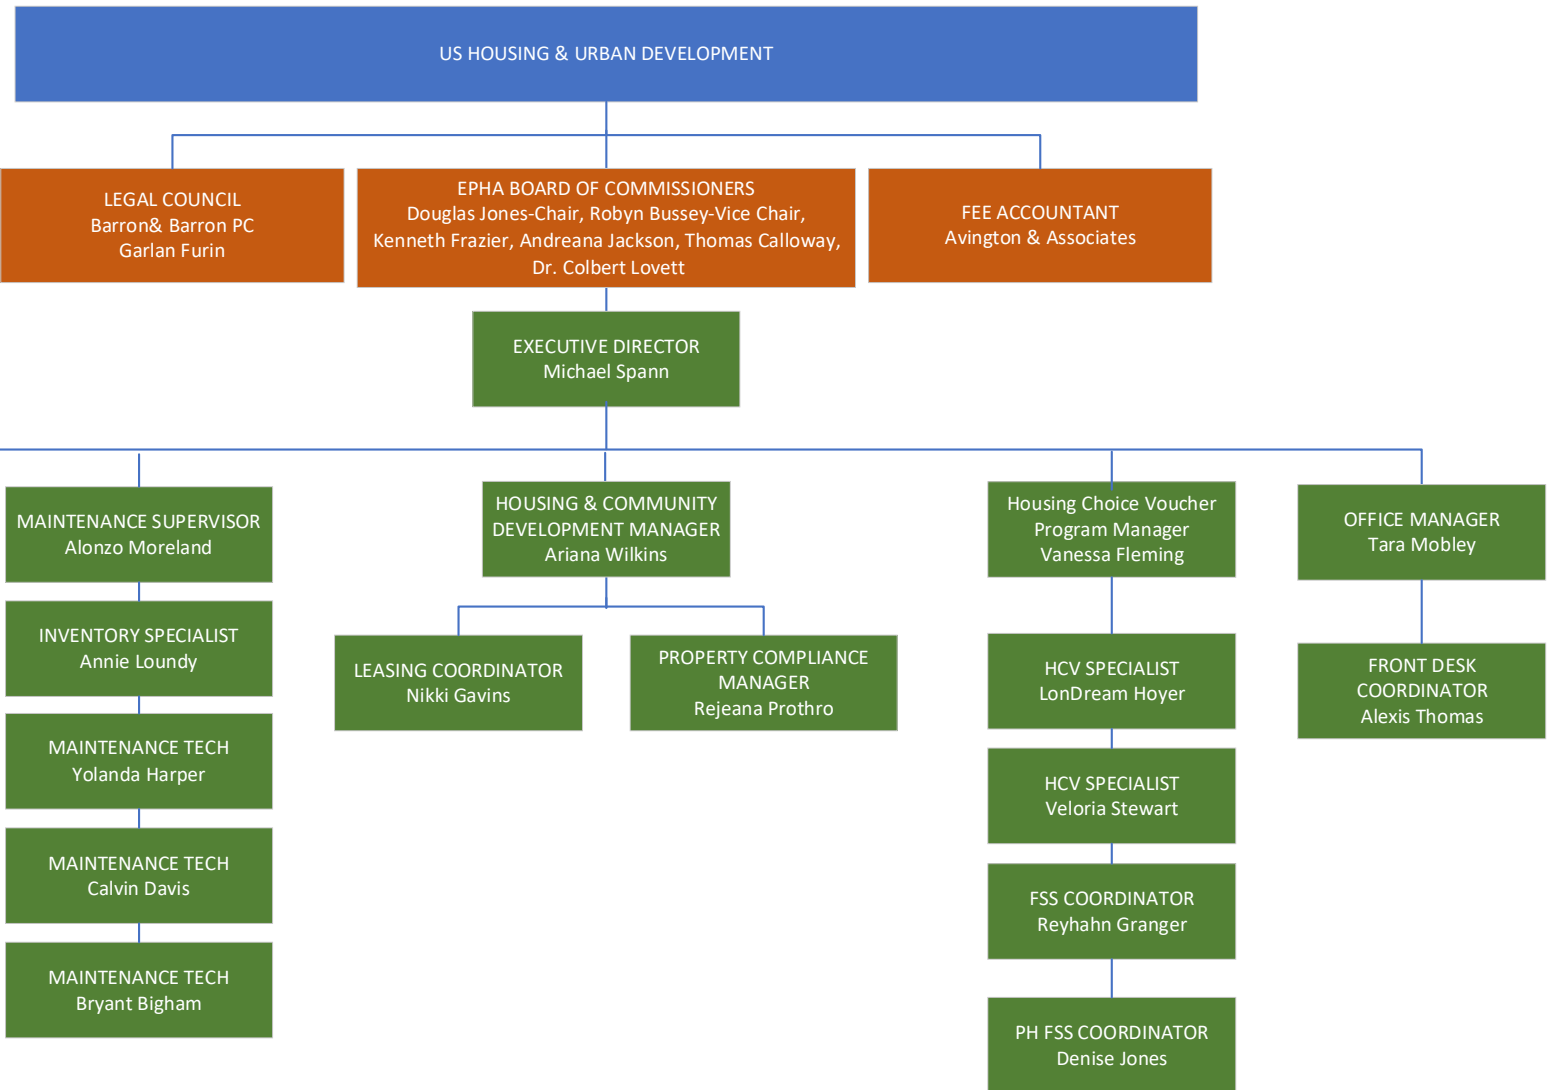 US HOUSING & URBAN DEVELOPMENT
LEGAL COUNCIL
Barron& Barron PC
Garlan Furin
EPHA BOARD OF COMMISSIONERS
Douglas Jones-Chair, Robyn Bussey-Vice Chair,
Kenneth Frazier, Andreana Jackson, Thomas Calloway,
Dr. Colbert Lovett
FEE ACCOUNTANT
Avington & Associates
EXECUTIVE DIRECTOR
Michael Spann
MAINTENANCE SUPERVISOR
Alonzo Moreland
INVENTORY SPECIALIST
Annie Loundy
MAINTENANCE TECH
Yolanda Harper
MAINTENANCE TECH
Calvin Davis
MAINTENANCE TECH
Bryant Bigham
HOUSING & COMMUNITY
DEVELOPMENT MANAGER
Ariana Wilkins
LEASING COORDINATOR
Nikki Gavins
PROPERTY COMPLIANCE
MANAGER
Rejeana Prothro
Housing Choice Voucher
Program Manager
Vanessa Fleming
HCV SPECIALIST
LonDream Hoyer
HCV SPECIALIST
Veloria Stewart
FSS COORDINATOR
Reyhahn Granger
PH FSS COORDINATOR
Denise Jones
OFFICE MANAGER
Tara Mobley
FRONT DESK
COORDINATOR
Alexis Thomas